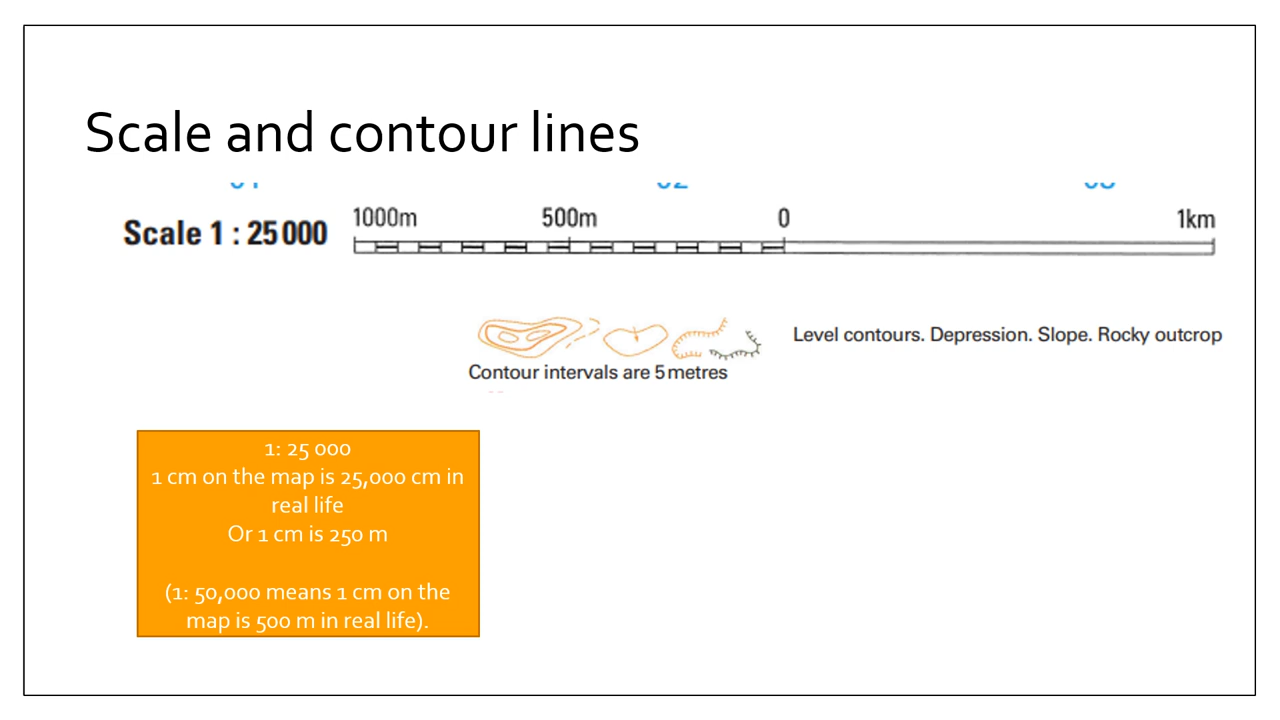 Scale and contour lines
Scale 1 : 25 000
1000m 500m 0 1km
Level contours. Depression. Slope. Rocky outcrop
Contour intervals are 5 metres
1: 25 000
1 cm on the map is 25,000 cm in
real life
Or 1 cm is 250 m
(1: 50,000 means 1 cm on the
map is 500 m in real life).